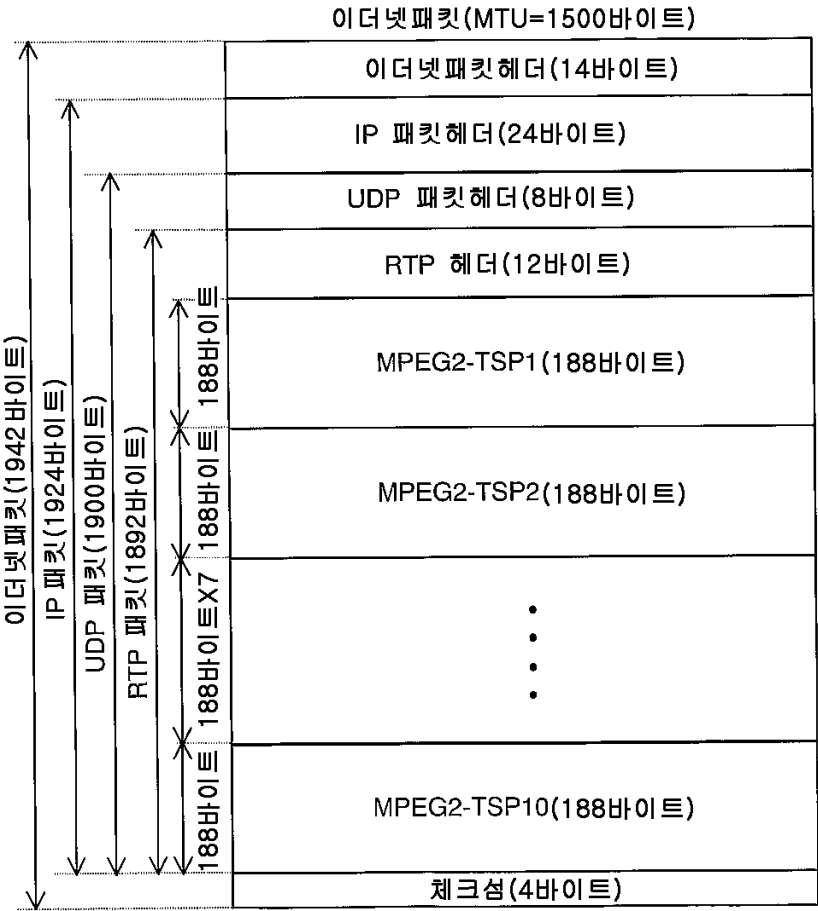 이더넷패킷(MTU=1500바이트)
이더넷패킷헤더(14바이트)
IP 패킷헤더(24바이트)
UDP 패킷헤더(8바이트)
RTP 헤더(12바이트)
MPEG2-TSP1(188바이트)
MPEG2-TSP2(188바이트)
MPEG2-TSP10(188바이트)
체크섬(4바이트)
이더넷패킷(1942바이트)
IP 패킷(1924바이트)
UDP 패킷(1900바이트)
RTP 패킷(1892바이트)
188바이트
188바이트
188바이트X7
188바이트